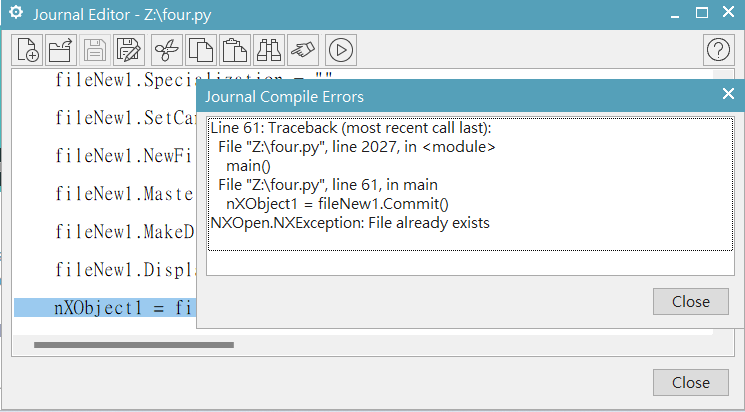 Journal Editor - Z:\four.py
fileNew1.Specialization = ""
fileNew1.SetCa
fileNew1.NewFi
fileNew1.Master
fileNew1.MakeD
fileNew1.Displ
nXObject1 = fi
Journal Compile Errors
Line 61: Traceback (most recent call last):
File "Z:\four.py", line 2027, in <module>
main()
File "Z:\four.py", line 61, in main
nXObject1 = fileNew1.Commit()
NXOpen.NXException: File already exists
Close
Close